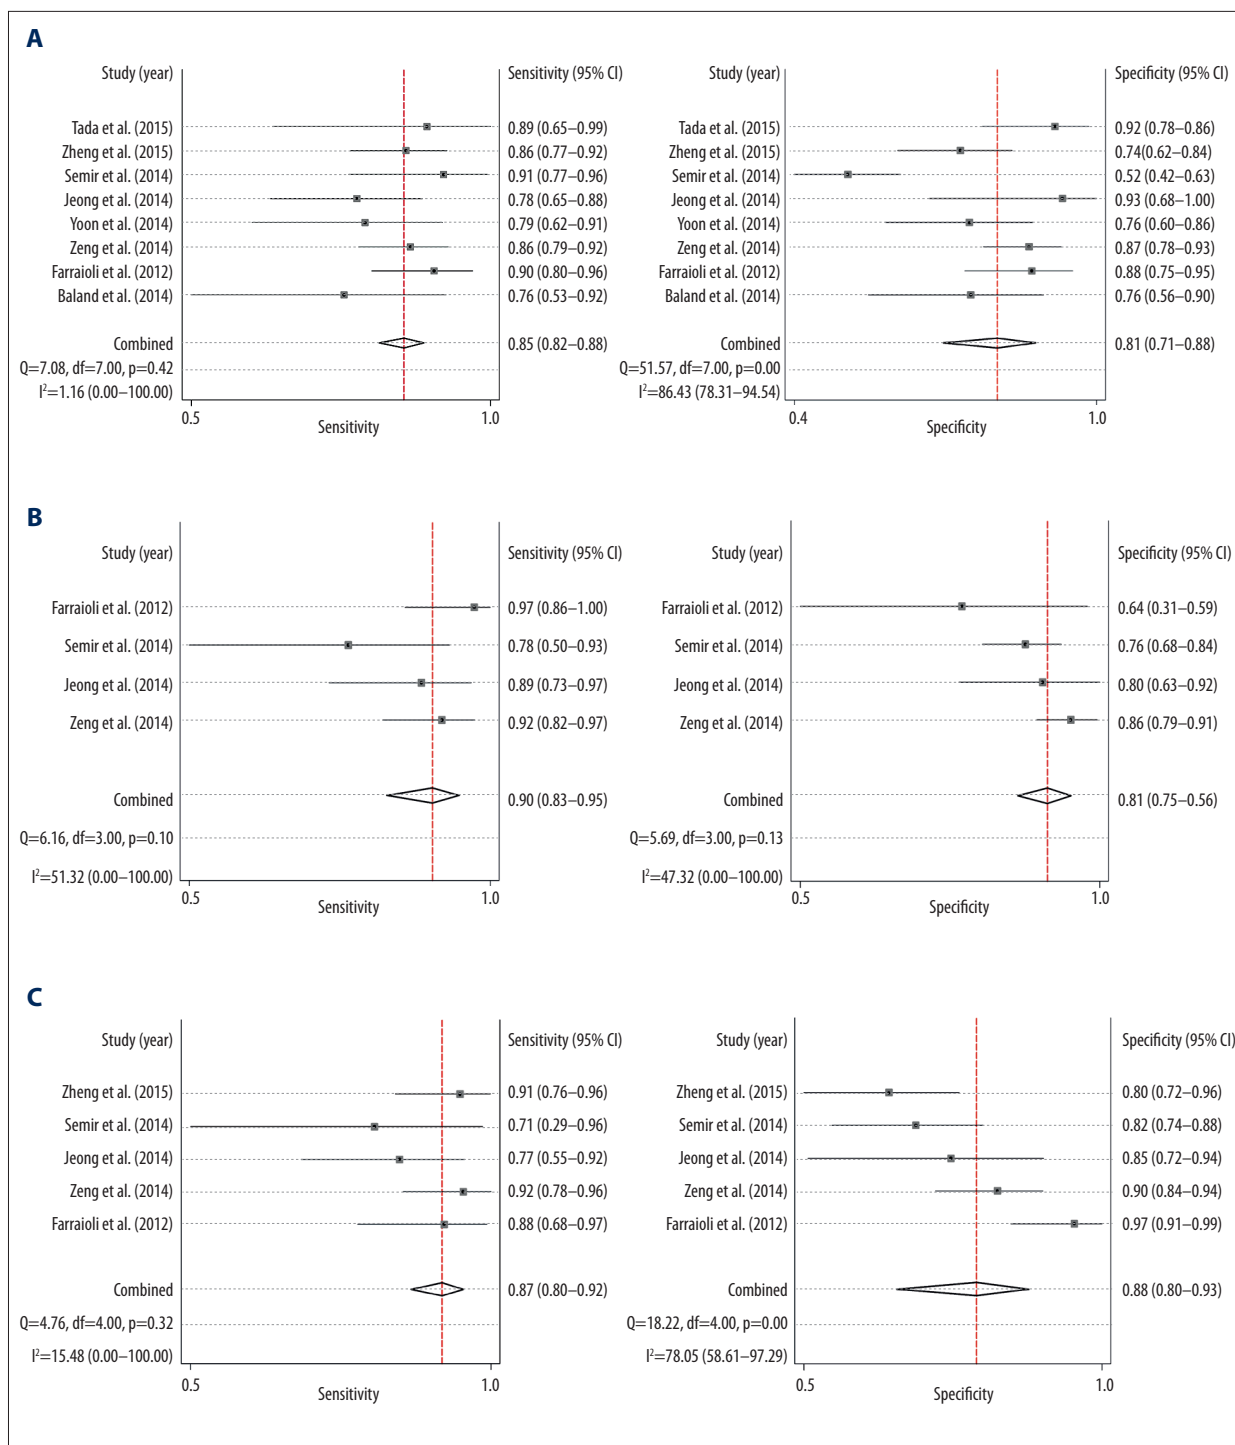 A
Study (year) Sensitivity (95% CI)
Tada et al. (2015) 0.89 (0.65–0.99)
Zheng et al. (2015) 0.86 (0.77–0.92)
Semir et al. (2014) 0.91 (0.77–0.96)
Jeong et al. (2014) 0.78 (0.65–0.88)
Yoon et al. (2014) 0.79 (0.62–0.91)
Zeng et al. (2014) 0.86 (0.79–0.92)
Farraioli et al. (2012) 0.90 (0.80–0.96)
Baland et al. (2014) 0.76 (0.53–0.92)
Combined 0.85 (0.82–0.88)
Q=7.08, df=7.00, p=0.42
I²=1.16 (0.00–100.00)
0.5 1.0
Sensitivity
Study (year) Specificity (95% CI)
Tada et al. (2015) 0.92 (0.78–0.86)
Zheng et al. (2015) 0.74(0.62–0.84)
Semir et al. (2014) 0.52 (0.42–0.63)
Jeong et al. (2014) 0.93 (0.68–1.00)
Yoon et al. (2014) 0.76 (0.60–0.86)
Zeng et al. (2014) 0.87 (0.78–0.93)
Farraioli et al. (2012) 0.88 (0.75–0.95)
Baland et al. (2014) 0.76 (0.56–0.90)
Combined 0.81 (0.71–0.88)
Q=51.57, df=7.00, p=0.00
I²=86.43 (78.31–94.54)
0.4 1.0
Specificity
B
Study (year) Sensitivity (95% CI)
Farraioli et al. (2012) 0.97 (0.86–1.00)
Semir et al. (2014) 0.78 (0.50–0.93)
Jeong et al. (2014) 0.89 (0.73–0.97)
Zeng et al. (2014) 0.92 (0.82–0.97)
Combined 0.90 (0.83–0.95)
Q=6.16, df=3.00, p=0.10
I²=51.32 (0.00–100.00)
0.5 1.0
Sensitivity
Study (year) Specificity (95% CI)
Farraioli et al. (2012) 0.64 (0.31–0.59)
Semir et al. (2014) 0.76 (0.68–0.84)
Jeong et al. (2014) 0.80 (0.63–0.92)
Zeng et al. (2014) 0.86 (0.79–0.91)
Combined 0.81 (0.75–0.56)
Q=5.69, df=3.00, p=0.13
I²=47.32 (0.00–100.00)
0.5 1.0
Specificity
C
Study (year) Sensitivity (95% CI)
Zheng et al. (2015) 0.91 (0.76–0.96)
Semir et al. (2014) 0.71 (0.29–0.96)
Jeong et al. (2014) 0.77 (0.55–0.92)
Zeng et al. (2014) 0.92 (0.78–0.96)
Farraioli et al. (2012) 0.88 (0.68–0.97)
Combined 0.87 (0.80–0.92)
Q=4.76, df=4.00, p=0.32
I²=15.48 (0.00–100.00)
0.5 1.0
Sensitivity
Study (year) Specificity (95% CI)
Zheng et al. (2015) 0.80 (0.72–0.96)
Semir et al. (2014) 0.82 (0.74–0.88)
Jeong et al. (2014) 0.85 (0.72–0.94)
Zeng et al. (2014) 0.90 (0.84–0.94)
Farraioli et al. (2012) 0.97 (0.91–0.99)
Combined 0.88 (0.80–0.93)
Q=18.22, df=4.00, p=0.00
I²=78.05 (58.61–97.29)
0.5 1.0
Specificity